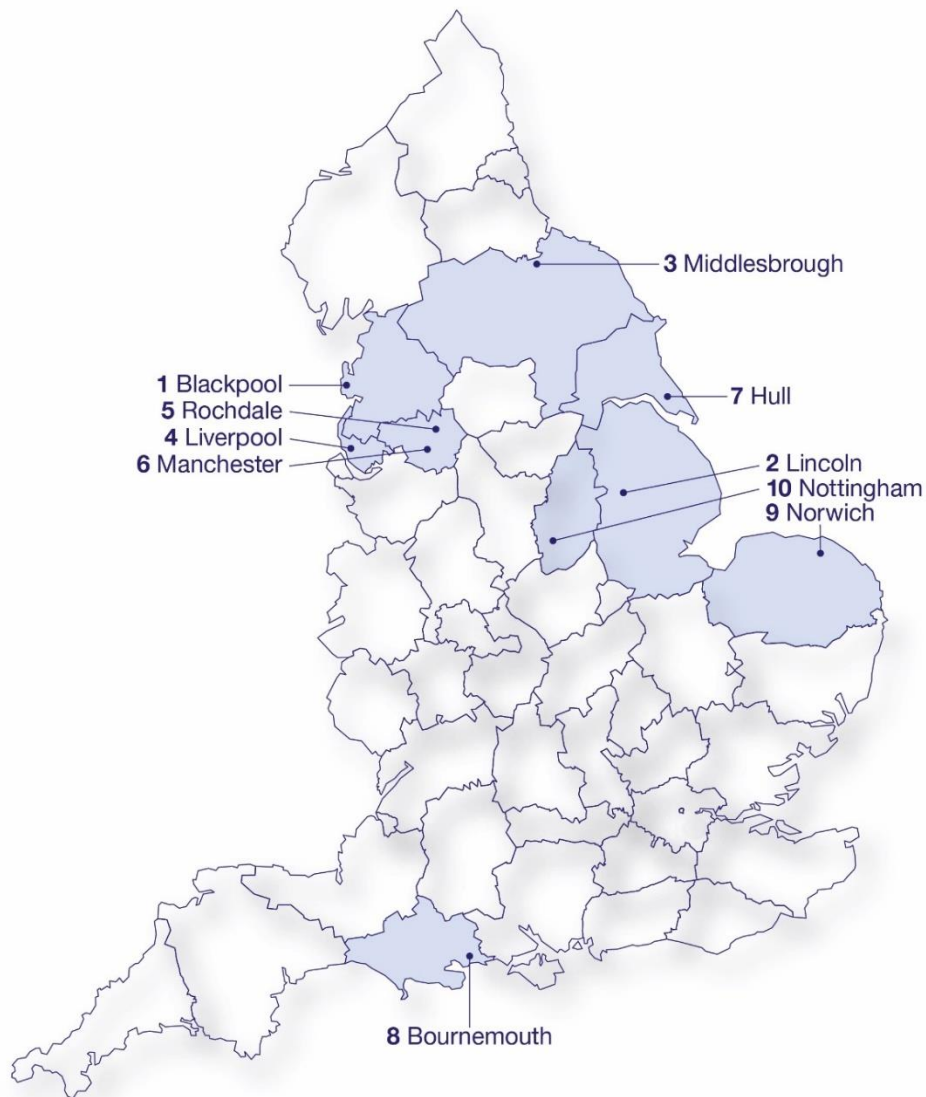 3 Middlesbrough
1 Blackpool
5 Rochdale
4 Liverpool
6 Manchester
7 Hull
2 Lincoln
10 Nottingham
9 Norwich
8 Bournemouth